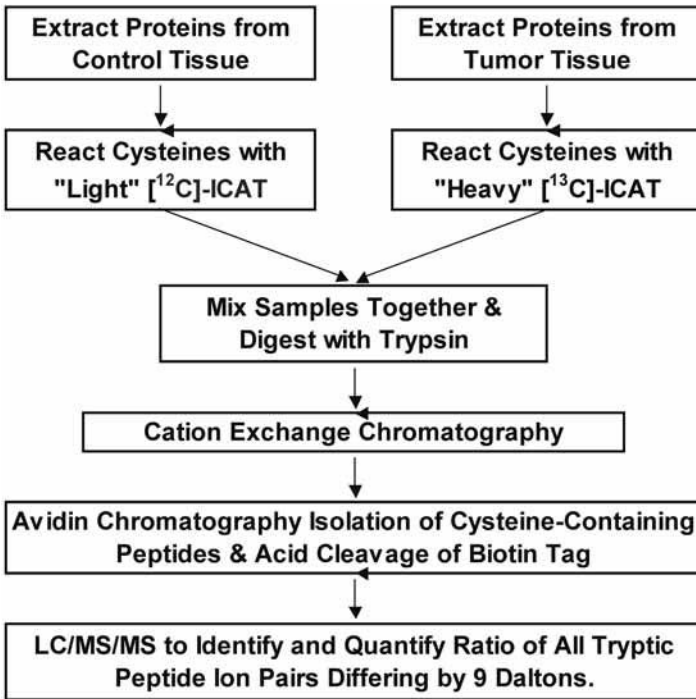 Extract Proteins from
Control Tissue
Extract Proteins from
Tumor Tissue
React Cysteines with
"Light" [¹²C]-ICAT
React Cysteines with
"Heavy" [¹³C]-ICAT
Mix Samples Together &
Digest with Trypsin
Cation Exchange Chromatography
Avidin Chromatography Isolation of Cysteine-Containing
Peptides & Acid Cleavage of Biotin Tag
LC/MS/MS to Identify and Quantify Ratio of All Tryptic
Peptide Ion Pairs Differing by 9 Daltons.